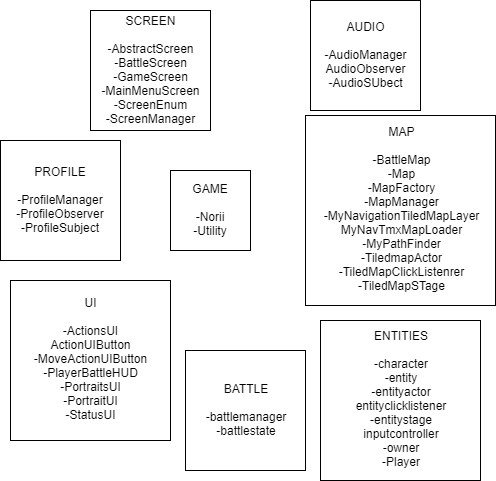 SCREEN
-AbstractScreen
-BattleScreen
-GameScreen
-MainMenuScreen
-ScreenEnum
-ScreenManager
AUDIO
-AudioManager
AudioObserver
-AudioSUbect
PROFILE
-ProfileManager
-ProfileObserver
-ProfileSubject
GAME
-Norii
-Utility
MAP
-BattleMap
-Map
-MapFactory
-MapManager
-MyNavigationTiledMapLayer
MyNavTmxMapLoader
-MyPathFinder
-TiledmapActor
-TiledMapClickListenrer
-TiledMapSTage
UI
-ActionsUI
ActionUIButton
-MoveActionUIButton
-PlayerBattleHUD
-PortraitsUI
-PortraitUI
-StatusUI
BATTLE
-battlemanager
-battlestate
ENTITIES
-character
-entity
-entityactor
entityclicklistener
-entitystage
inputcontroller
-owner
-Player